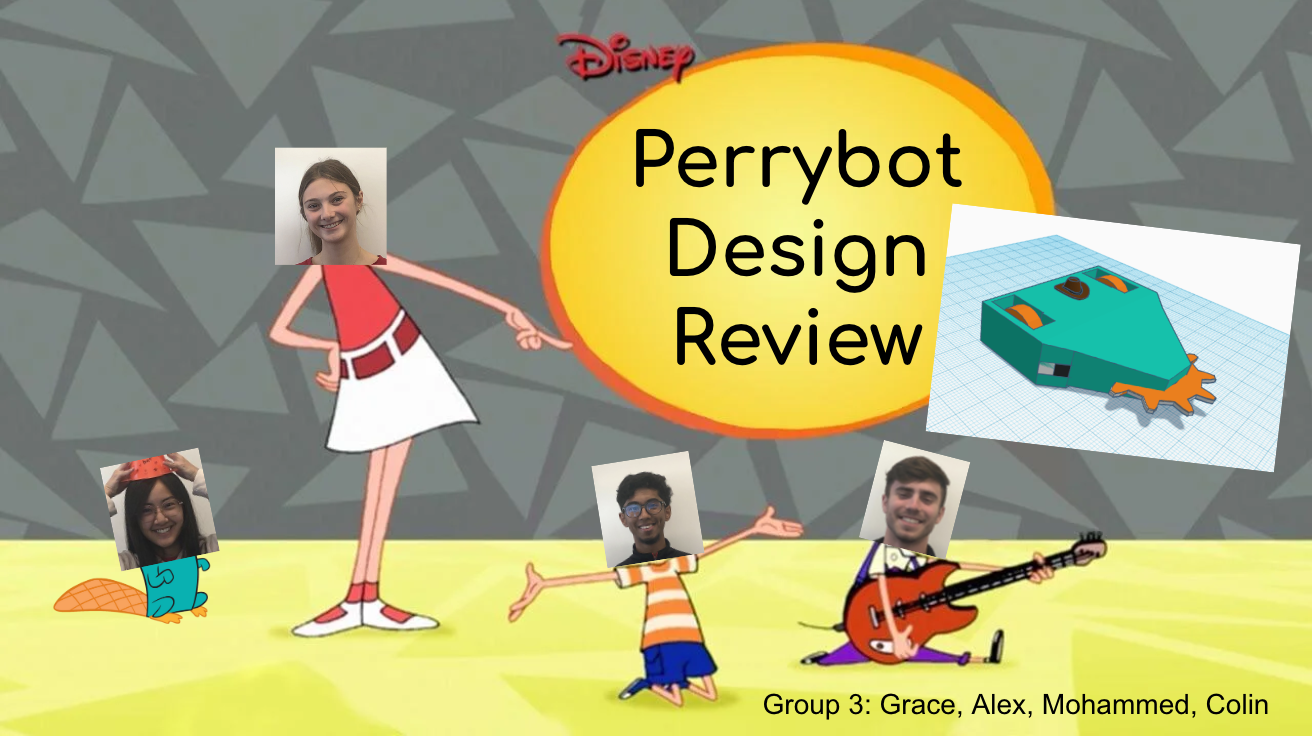 Disney
Perrybot
Design
Review
Group 3: Grace, Alex, Mohammed, Colin